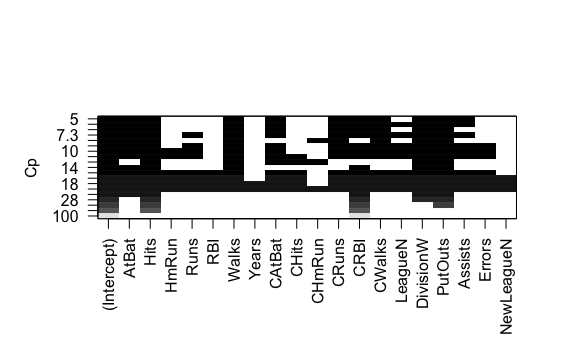 Cp
5
7.3
10
14
18
28
100
(Intercept)
AtBat
Hits
HmRun
Runs
RBI
Walks
Years
CAtBat
CHits
CHmRun
CRuns
CRBI
CWalks
LeagueN
DivisionW
PutOuts
Assists
Errors
NewLeagueN